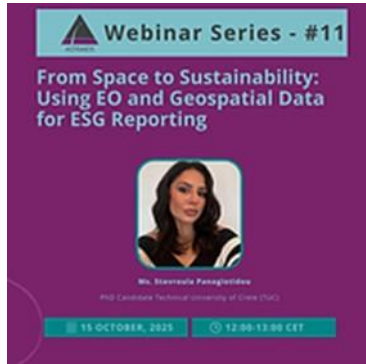 Webinar Series - #11
From Space to Sustainability:
Using EO and Geospatial Data
for ESG Reporting
Ms. Stavroula Panagiotidou
PhD Candidate Technical University of Crete (TUC)
15 OCTOBER, 2025
12:00-13:00 CET